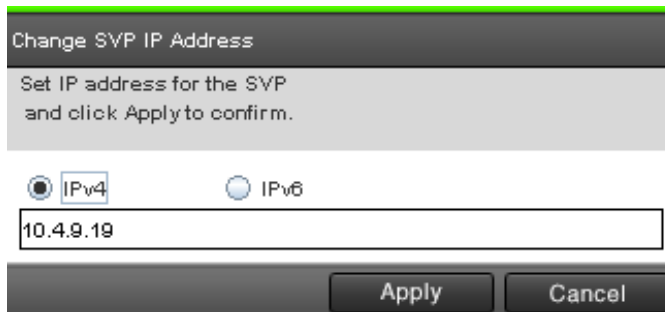 Change SVP IP Address
Set IP address for the SVP
and click Apply to confirm.
IPv4 IPv6
10.4.9.19
Apply Cancel